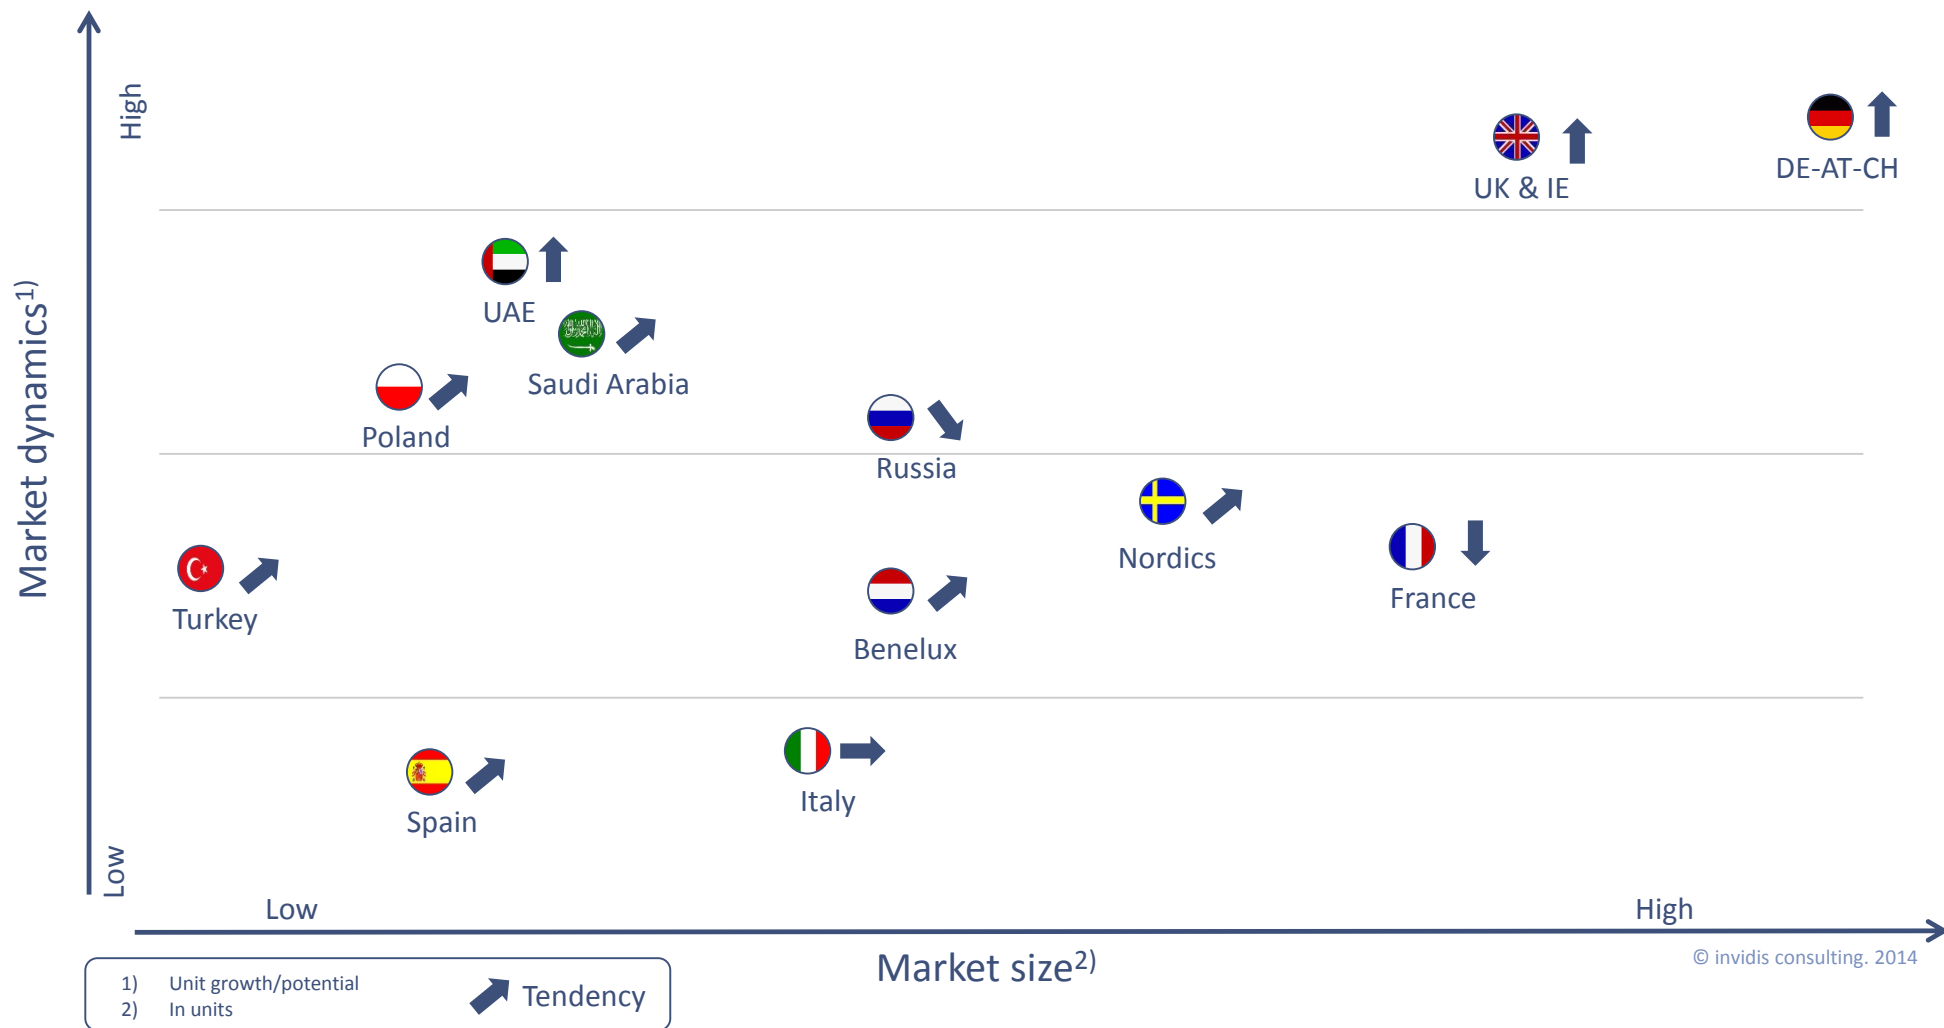 High
DE-AT-CH
UK & IE
UAE
Saudi Arabia
Poland
Russia
Market dynamics1)
Nordics
France
Turkey
Benelux
Italy
Spain
Low
Low
High
Market size2)
© invidis consulting. 2014
1) Unit growth/potential
2) In units
Tendency